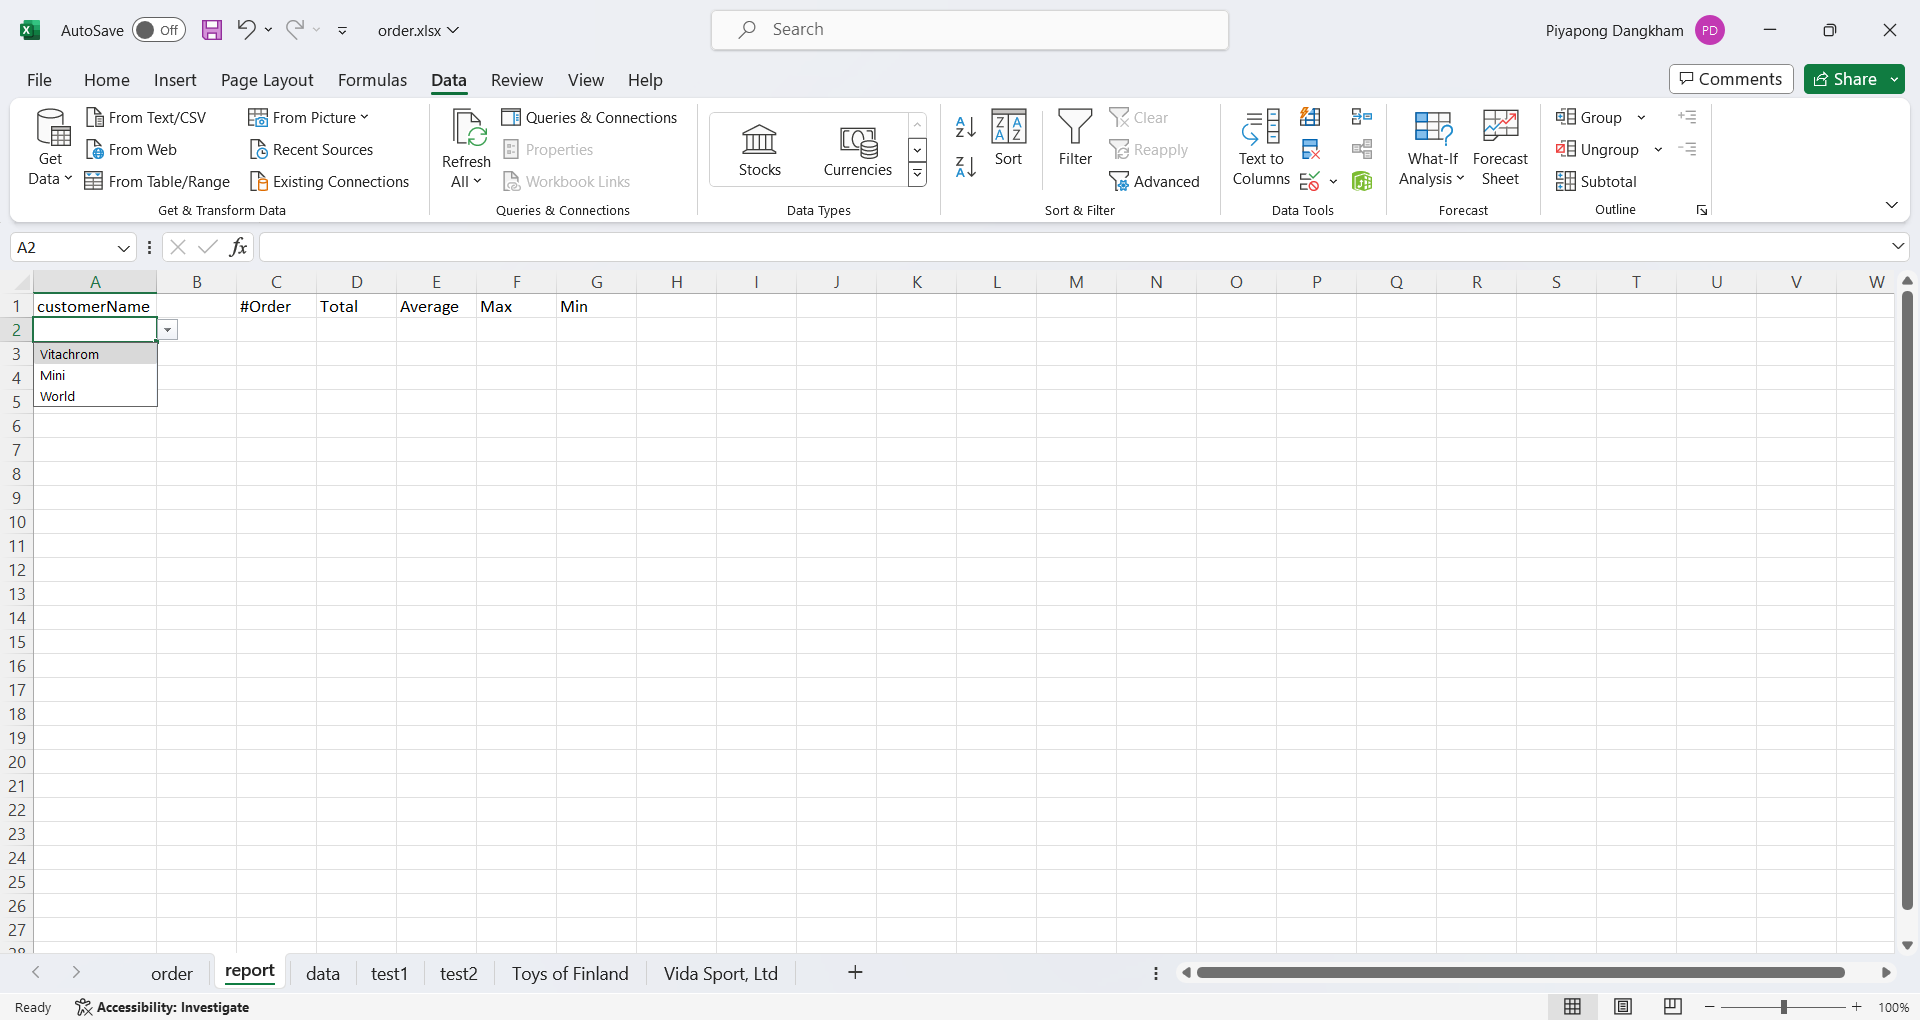 AutoSave Off order.xlsx Search Piyapong Dangkham PD
File Home Insert Page Layout Formulas Data Review View Help Comments Share
Get Data
From Text/CSV
From Web
From Table/Range
From Picture
Recent Sources
Existing Connections
Get & Transform Data
Refresh All
Queries & Connections
Properties
Workbook Links
Queries & Connections
Stocks
Currencies
Data Types
Sort
Filter
Clear
Reapply
Advanced
Sort & Filter
Text to Columns
Data Tools
What-If Analysis
Forecast Sheet
Forecast
Group
Ungroup
Subtotal
Outline
A2 fx
A B C D E F G H I J K L M N O P Q R S T U V W
1 customerName #Order Total Average Max Min
2
3 Vitachrom
4 Mini
5 World
6
7
8
9
10
11
12
13
14
15
16
17
18
19
20
21
22
23
24
25
26
27
28
order report data test1 test2 Toys of Finland Vida Sport, Ltd
Ready Accessibility: Investigate 100%